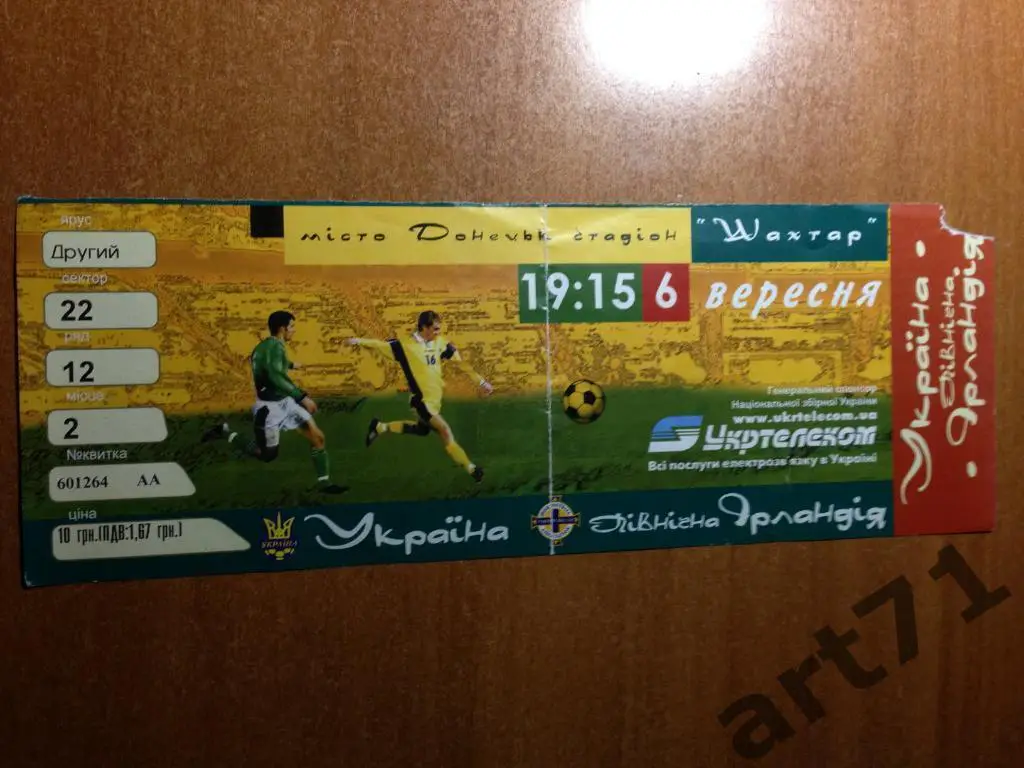 ярус
Другий
сектор
22
ряд
12
місце
2
№квитка
601264 АА
ціна
10 грн.(ПДВ:1,67 грн.)
місто Донецьк стадіон "Шахтар"
19:15 6 вересня
16
Генеральний спонсор
Національної збірної України
www.ukrtelecom.ua
Укртелеком
Всі послуги електрозв'язку в Україні
УКРАЇНА
Україна
Північна Ірландія
Україна -
Північна
- Ірландія
art71